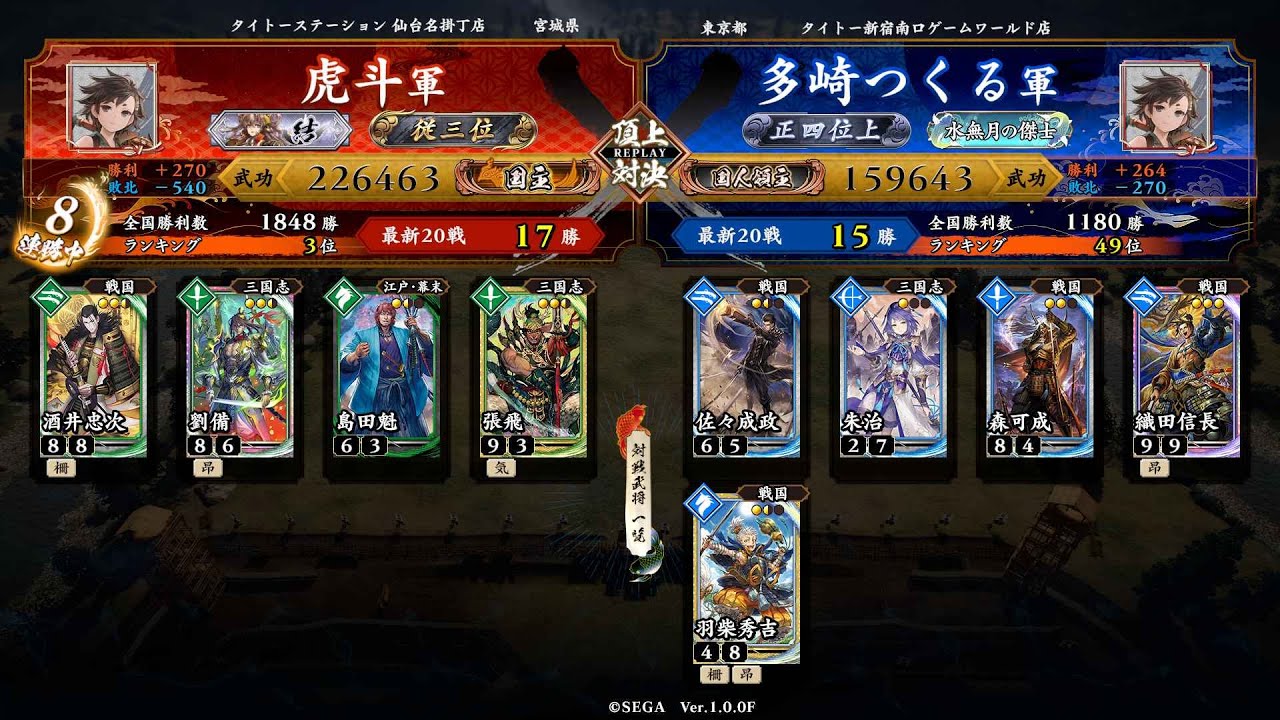 タイトーステーション 仙台名掛丁店 宮城県
東京都 タイトー新宿南口ゲームワールド店
虎斗軍
結 従三位
勝利 +270
敗北 -540
武功 226463 国主
8連勝中
全国勝利数 1848勝
ランキング 3位
最新20戦 17勝
頂上
REPLAY
対決
多崎つくる軍
正四位上 水無月の傑士
国人領主 159643 武功
勝利 +264
敗北 -270
最新20戦 15勝
全国勝利数 1180勝
ランキング 49位
戦国
酒井忠次
8 8
柵
三国志
劉備
8 6
昴
江戸・幕末
島田魁
6 3
三国志
張飛
9 3
気
対戦武将一覧
戦国
佐々成政
6 5
三国志
朱治
2 7
戦国
森可成
8 4
戦国
織田信長
9 9
昴
戦国
羽柴秀吉
4 8
柵 昴
©SEGA Ver.1.0.0F